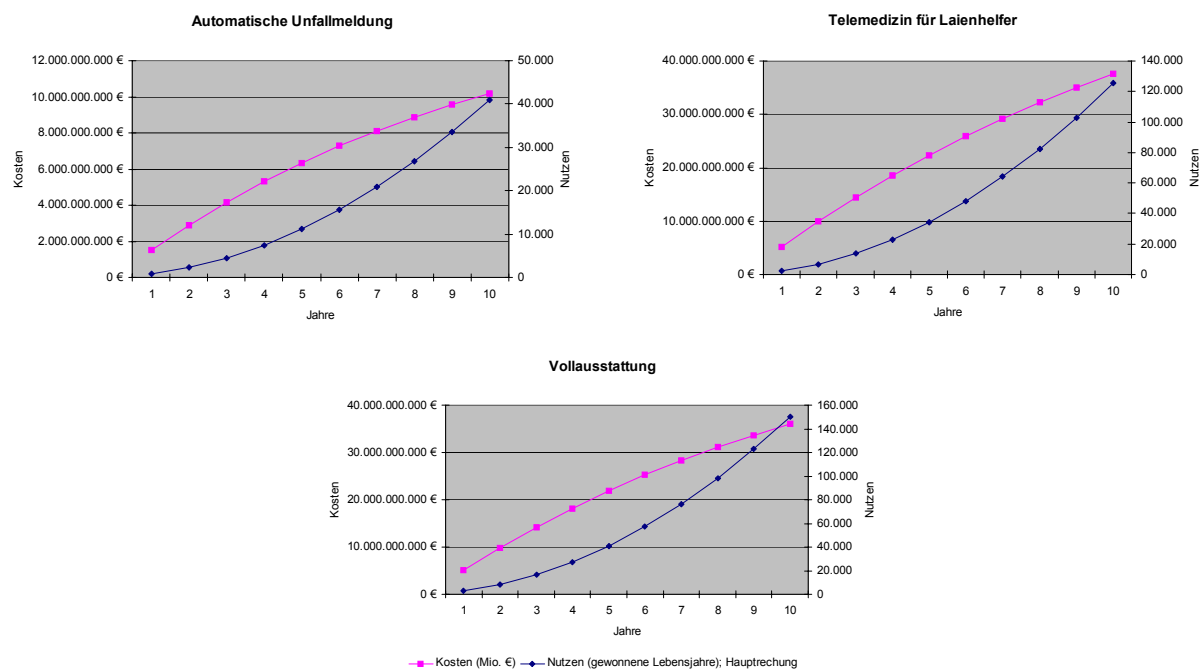 Automatische Unfallmeldung
12.000.000.000 €
10.000.000.000 €
8.000.000.000 €
6.000.000.000 €
4.000.000.000 €
2.000.000.000 €
0 €
Kosten
50.000
40.000
30.000
20.000
10.000
0
Nutzen
1 2 3 4 5 6 7 8 9 10
Jahre
Telemedizin für Laienhelfer
40.000.000.000 €
30.000.000.000 €
20.000.000.000 €
10.000.000.000 €
0 €
Kosten
140.000
120.000
100.000
80.000
60.000
40.000
20.000
0
Nutzen
1 2 3 4 5 6 7 8 9 10
Jahre
Vollausstattung
40.000.000.000 €
30.000.000.000 €
20.000.000.000 €
10.000.000.000 €
0 €
Kosten
160.000
140.000
120.000
100.000
80.000
60.000
40.000
20.000
0
Nutzen
1 2 3 4 5 6 7 8 9 10
Jahre
Kosten (Mio. €) Nutzen (gewonnene Lebensjahre); Hauptrechung